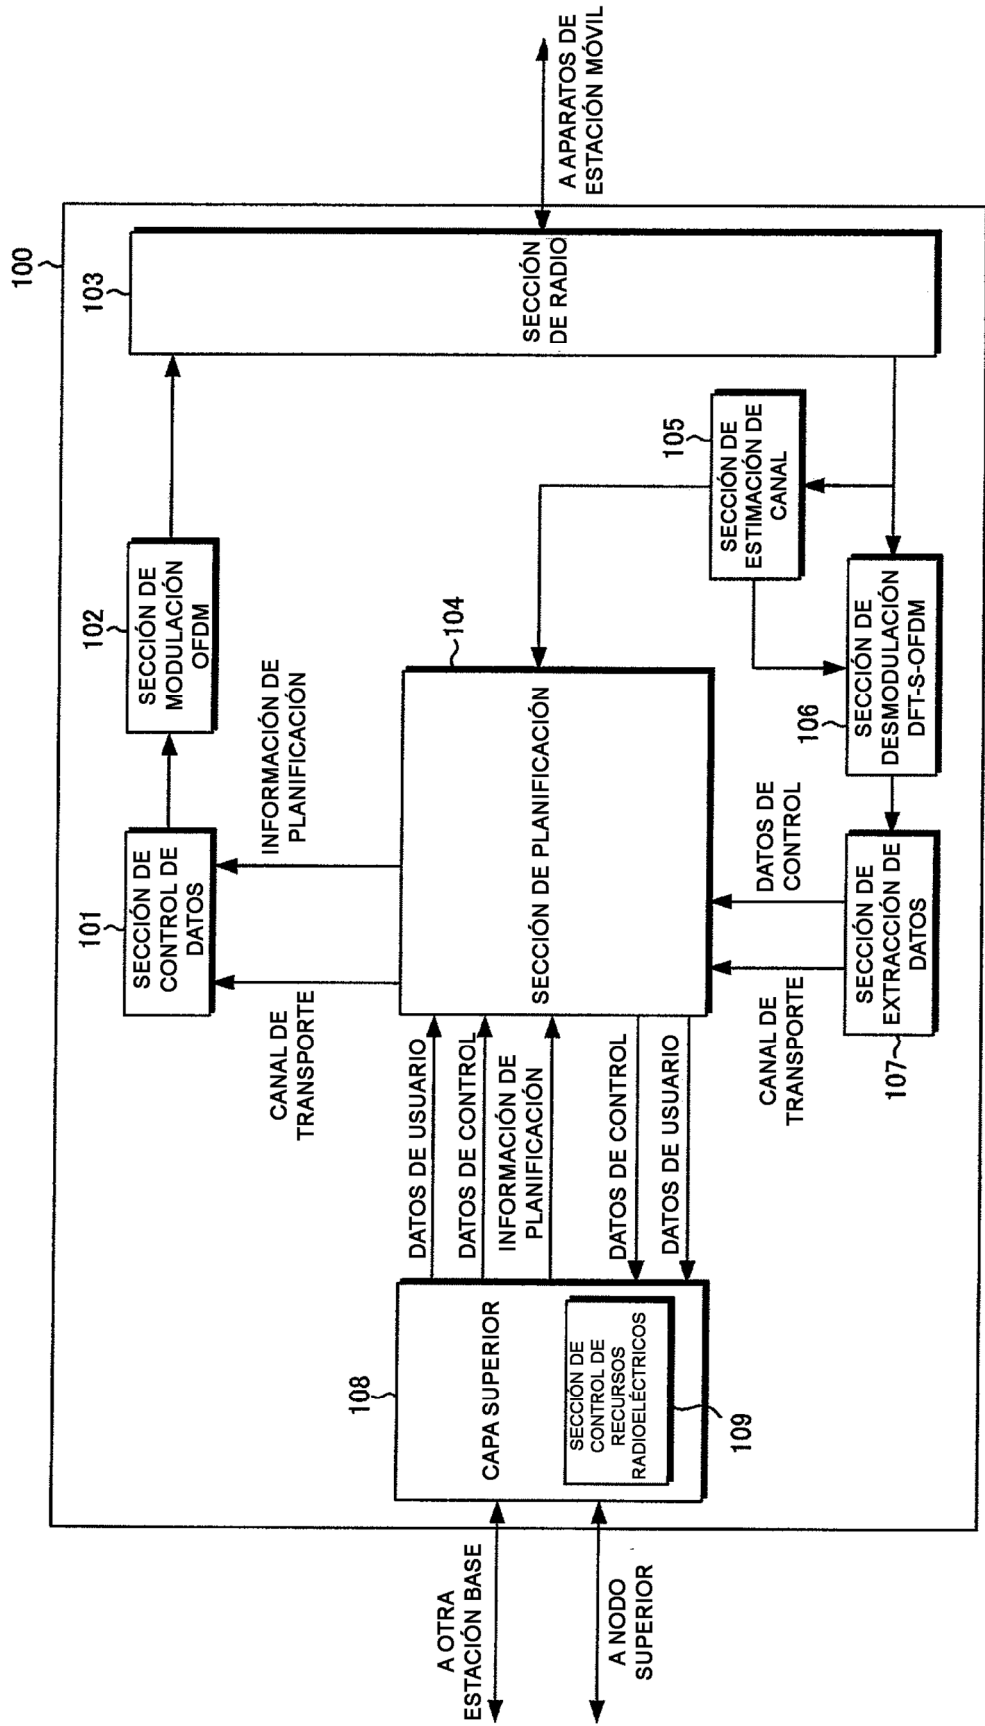 100
101
SECCIÓN DE
CONTROL DE
DATOS
102
SECCIÓN DE
MODULACIÓN
OFDM
103
SECCIÓN
DE RADIO
A APARATOS DE
ESTACIÓN MÓVIL
CANAL DE
TRANSPORTE
INFORMACIÓN DE
PLANIFICACIÓN
104
SECCIÓN DE PLANIFICACIÓN
105
SECCIÓN DE
ESTIMACIÓN DE
CANAL
108
CAPA SUPERIOR
SECCIÓN DE
CONTROL DE
RECURSOS
RADIOELÉCTRICOS
109
DATOS DE USUARIO
DATOS DE CONTROL
INFORMACIÓN DE
PLANIFICACIÓN
DATOS DE CONTROL
DATOS DE USUARIO
A OTRA
ESTACIÓN BASE
A NODO
SUPERIOR
CANAL DE
TRANSPORTE
DATOS DE
CONTROL
107
SECCIÓN DE
EXTRACCIÓN DE
DATOS
106
SECCIÓN DE
DESMODULACIÓN
DFT-S-OFDM